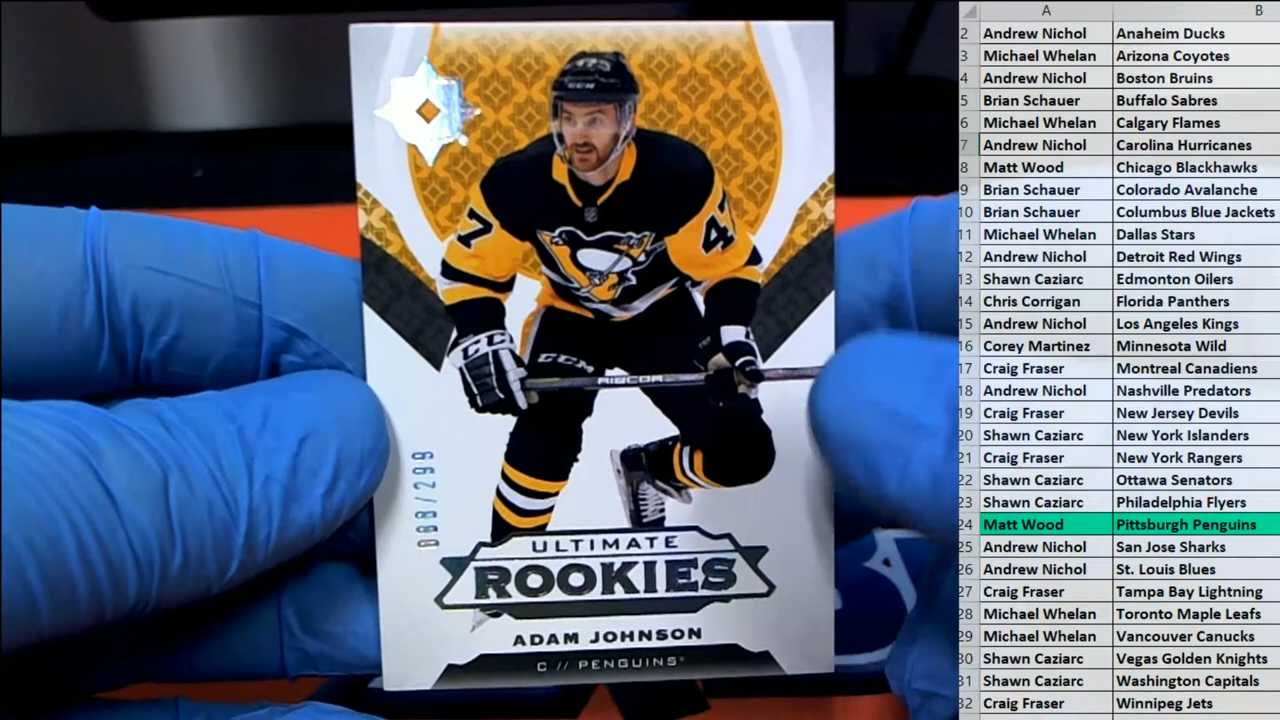 47
7
CCM
CCM
RIBCOR
088/299
ULTIMATE
ROOKIES
ADAM JOHNSON
C // PENGUINS
A B
2 Andrew Nichol Anaheim Ducks
3 Michael Whelan Arizona Coyotes
4 Andrew Nichol Boston Bruins
5 Brian Schauer Buffalo Sabres
6 Michael Whelan Calgary Flames
7 Andrew Nichol Carolina Hurricanes
8 Matt Wood Chicago Blackhawks
9 Brian Schauer Colorado Avalanche
10 Brian Schauer Columbus Blue Jackets
11 Michael Whelan Dallas Stars
12 Andrew Nichol Detroit Red Wings
13 Shawn Caziarc Edmonton Oilers
14 Chris Corrigan Florida Panthers
15 Andrew Nichol Los Angeles Kings
16 Corey Martinez Minnesota Wild
17 Craig Fraser Montreal Canadiens
18 Andrew Nichol Nashville Predators
19 Craig Fraser New Jersey Devils
20 Shawn Caziarc New York Islanders
21 Craig Fraser New York Rangers
22 Shawn Caziarc Ottawa Senators
23 Shawn Caziarc Philadelphia Flyers
24 Matt Wood Pittsburgh Penguins
25 Andrew Nichol San Jose Sharks
26 Andrew Nichol St. Louis Blues
27 Craig Fraser Tampa Bay Lightning
28 Michael Whelan Toronto Maple Leafs
29 Michael Whelan Vancouver Canucks
30 Shawn Caziarc Vegas Golden Knights
31 Shawn Caziarc Washington Capitals
32 Craig Fraser Winnipeg Jets